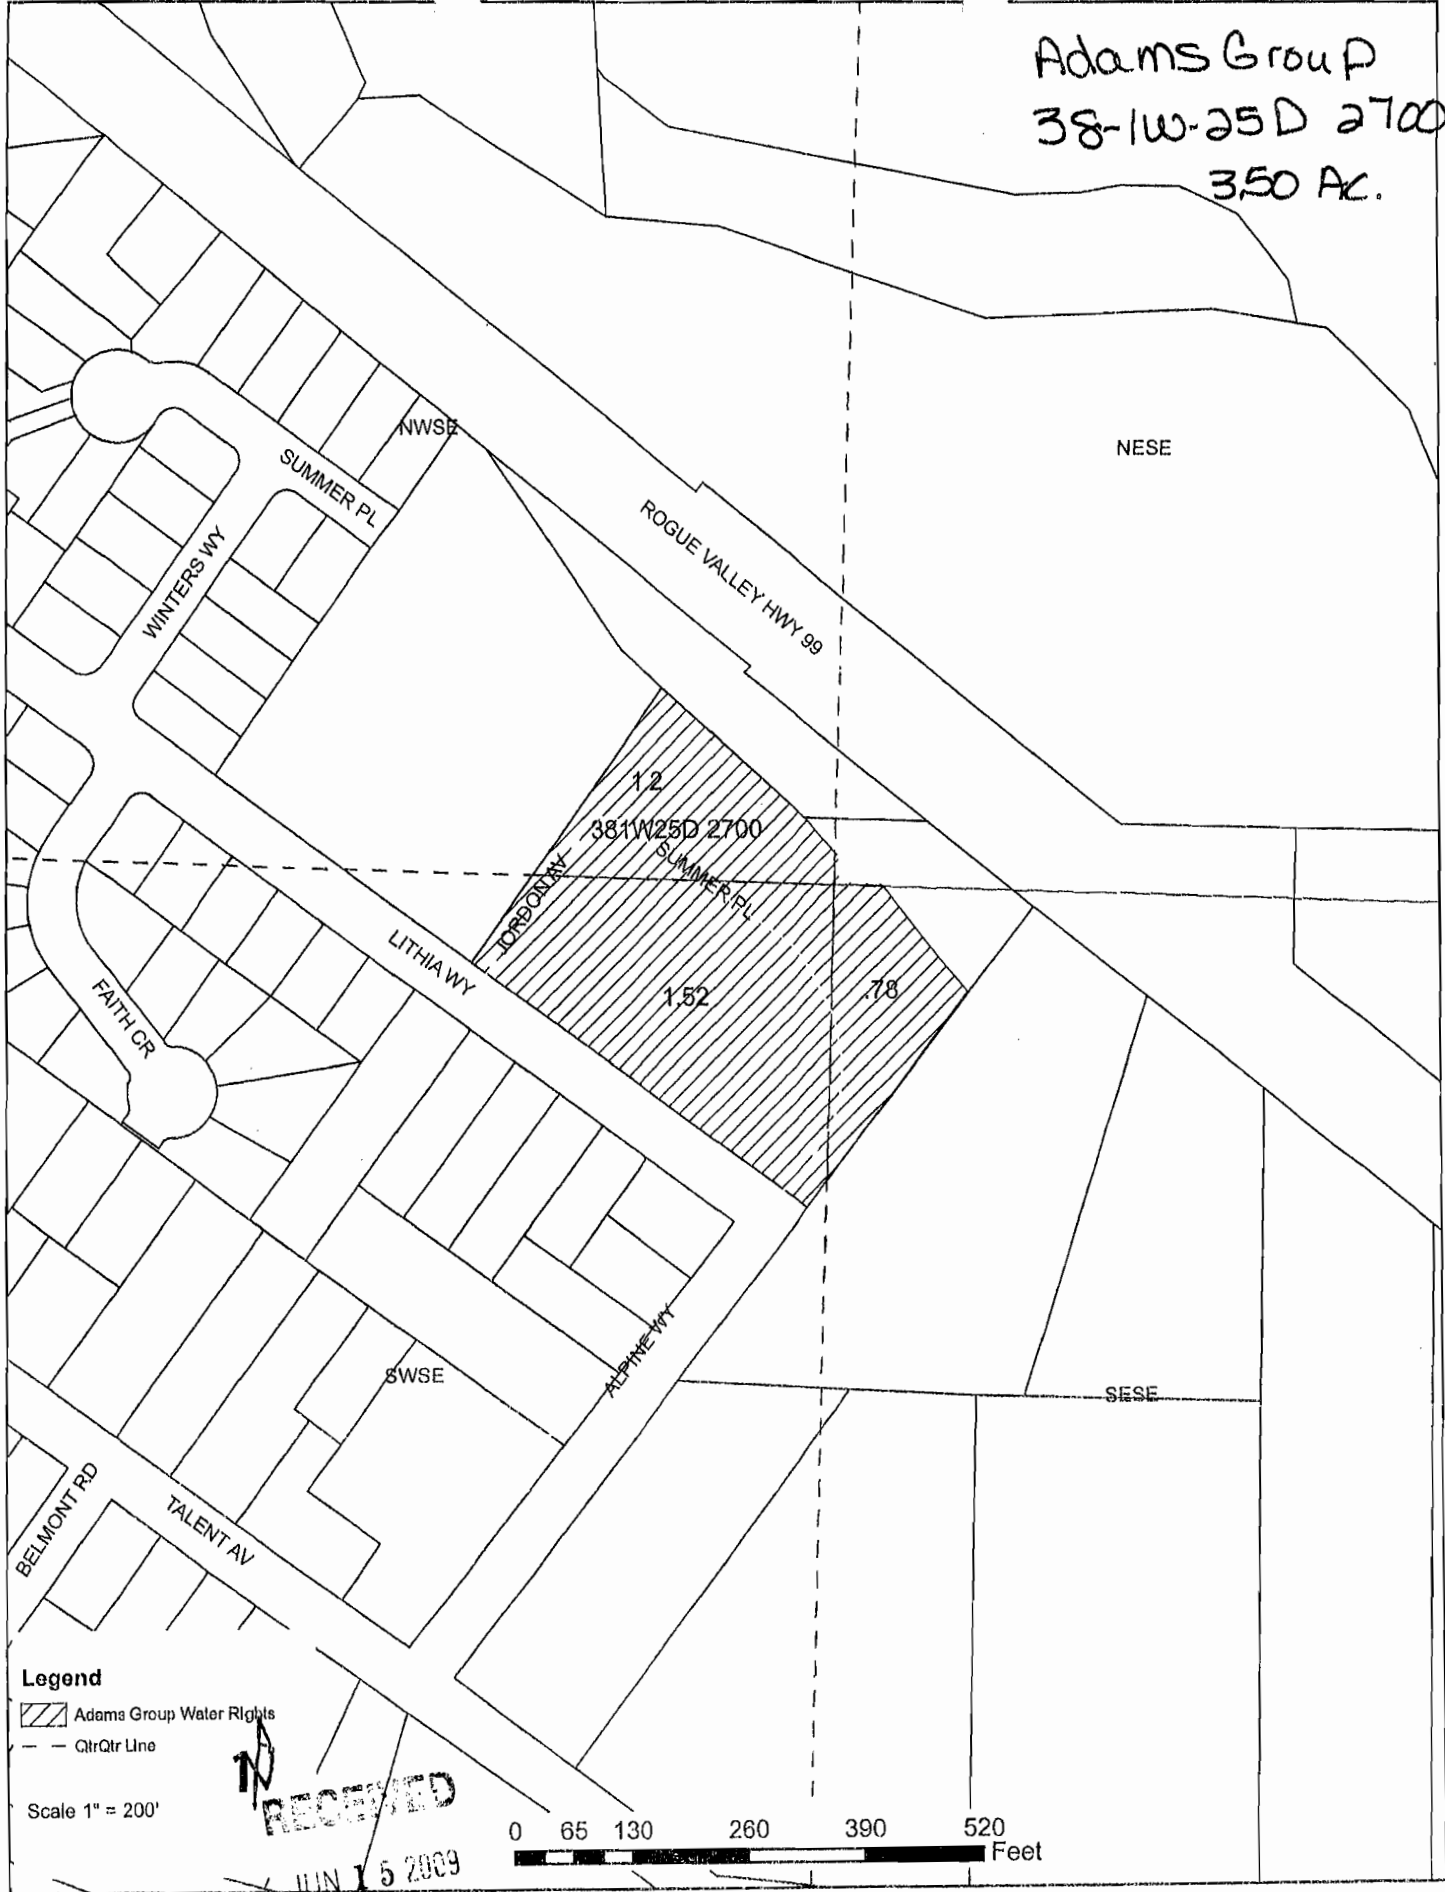 Adams Group
38-1W-25D 2700
3.50 Ac.
NWSE
NESE
SUMMER PL
ROGUE VALLEY HWY 99
WINTERS WY
1.2
381W25D 2700
SUMMER PL
JORDON AV
LITHIA WY
1.52
.78
FAITH CR
ALPINE WY
SWSE
SESE
BELMONT RD
TALENT AV
Legend
Adams Group Water Rights
QtrQtr Line
N
Scale 1" = 200'
RECEIVED
JUN 15 2009
0 65 130 260 390 520
Feet